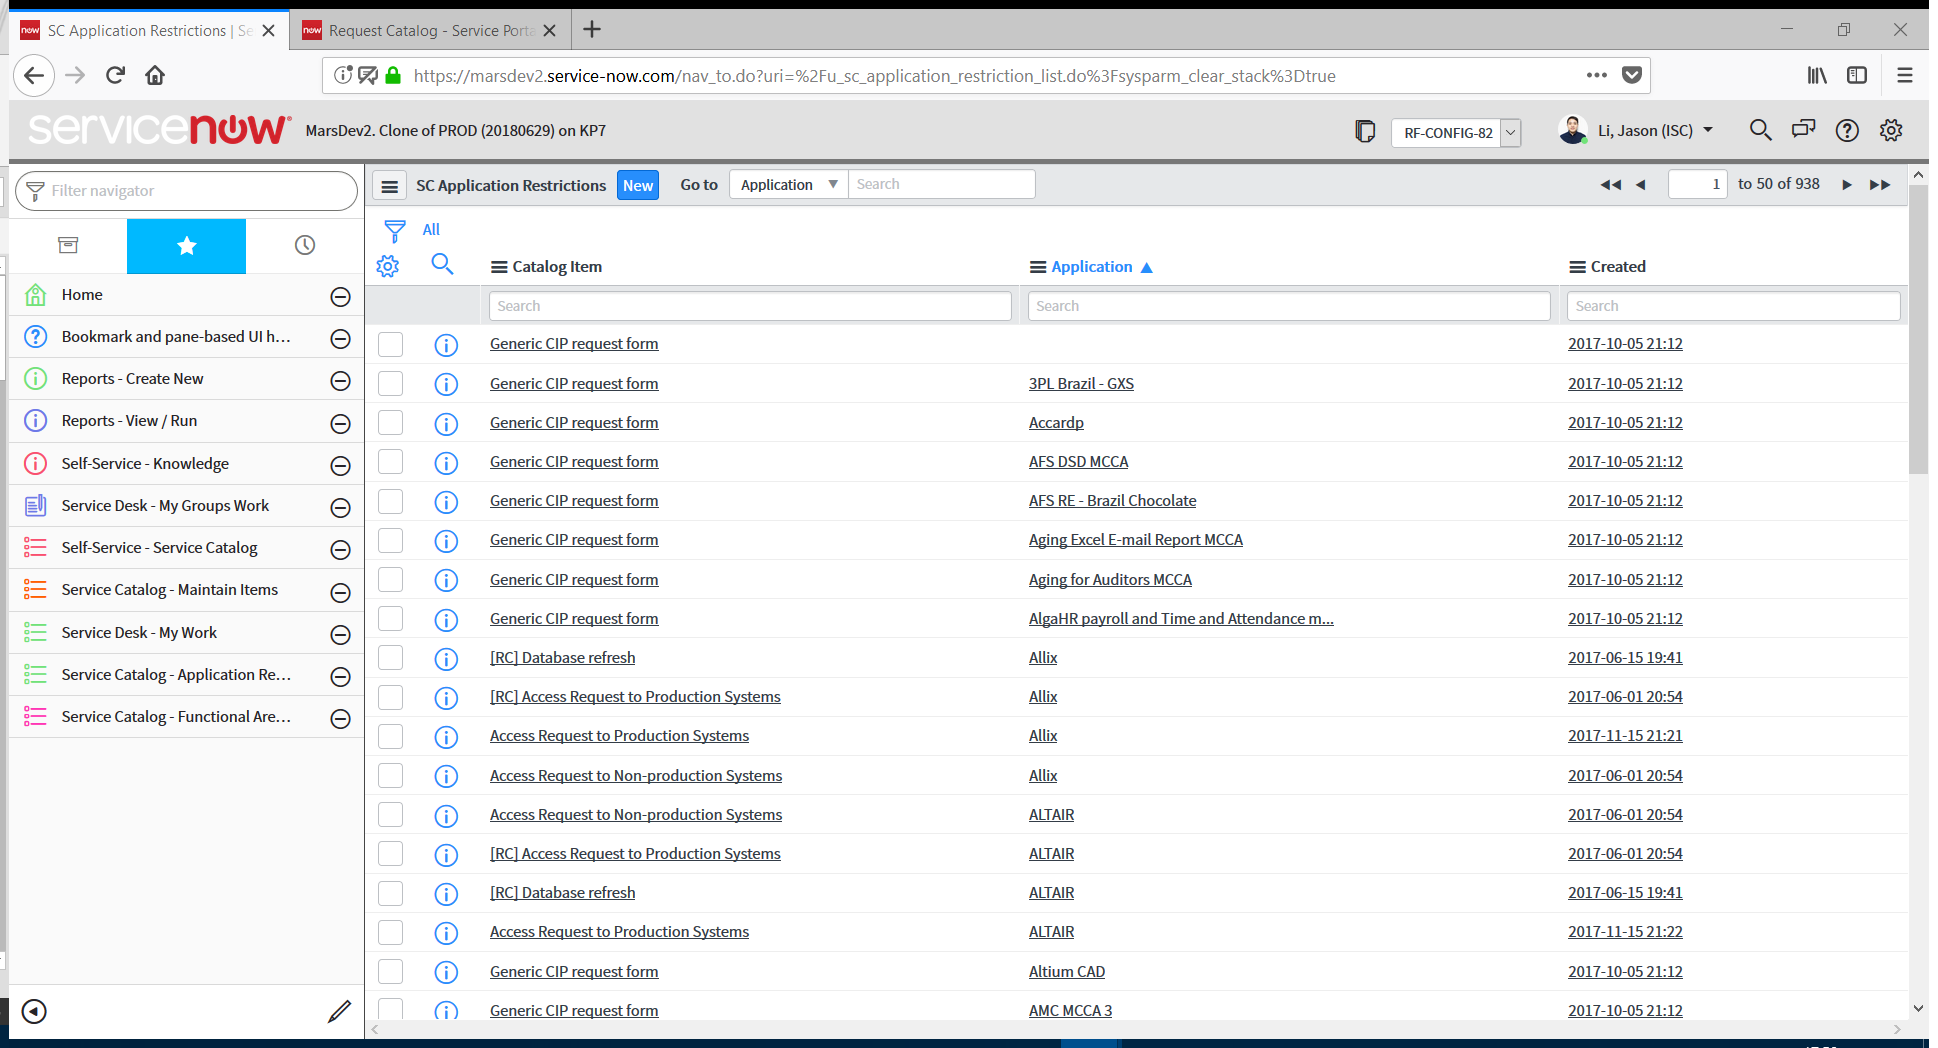 now SC Application Restrictions | Se
now Request Catalog - Service Porta
https://marsdev2.service-now.com/nav_to.do?uri=%2Fu_sc_application_restriction_list.do%3Fsysparm_clear_stack%3Dtrue
servicenow MarsDev2. Clone of PROD (20180629) on KP7
RF-CONFIG-82
Li, Jason (ISC)
Filter navigator
Home
Bookmark and pane-based UI h...
Reports - Create New
Reports - View / Run
Self-Service - Knowledge
Service Desk - My Groups Work
Self-Service - Service Catalog
Service Catalog - Maintain Items
Service Desk - My Work
Service Catalog - Application Re...
Service Catalog - Functional Are...
SC Application Restrictions New Go to Application Search 1 to 50 of 938
All
Catalog Item Application Created
Search Search Search
Generic CIP request form 2017-10-05 21:12
Generic CIP request form 3PL Brazil - GXS 2017-10-05 21:12
Generic CIP request form Accardp 2017-10-05 21:12
Generic CIP request form AFS DSD MCCA 2017-10-05 21:12
Generic CIP request form AFS RE - Brazil Chocolate 2017-10-05 21:12
Generic CIP request form Aging Excel E-mail Report MCCA 2017-10-05 21:12
Generic CIP request form Aging for Auditors MCCA 2017-10-05 21:12
Generic CIP request form AlgaHR payroll and Time and Attendance m... 2017-10-05 21:12
[RC] Database refresh Allix 2017-06-15 19:41
[RC] Access Request to Production Systems Allix 2017-06-01 20:54
Access Request to Production Systems Allix 2017-11-15 21:21
Access Request to Non-production Systems Allix 2017-06-01 20:54
Access Request to Non-production Systems ALTAIR 2017-06-01 20:54
[RC] Access Request to Production Systems ALTAIR 2017-06-01 20:54
[RC] Database refresh ALTAIR 2017-06-15 19:41
Access Request to Production Systems ALTAIR 2017-11-15 21:22
Generic CIP request form Altium CAD 2017-10-05 21:12
Generic CIP request form AMC MCCA 3 2017-10-05 21:12